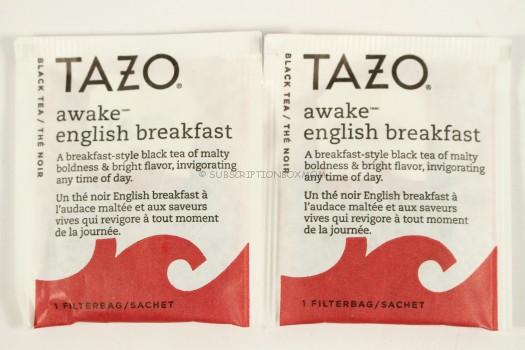 BLACK TEA / THÉ NOIR
TAZO®
awake™
english breakfast
A breakfast-style black tea of malty
boldness & bright flavor, invigorating
any time of day.
Un thé noir English breakfast à
l'audace maltée et aux saveurs
vives qui revigore à tout moment
de la journée.
1 FILTERBAG/SACHET
BLACK TEA / THÉ NOIR
TAZO®
awake™
english breakfast
A breakfast-style black tea of malty
boldness & bright flavor, invigorating
any time of day.
Un thé noir English breakfast à
l'audace maltée et aux saveurs
vives qui revigore à tout moment
de la journée.
1 FILTERBAG/SACHET
© SUBSCRIPTIONBOXMOM